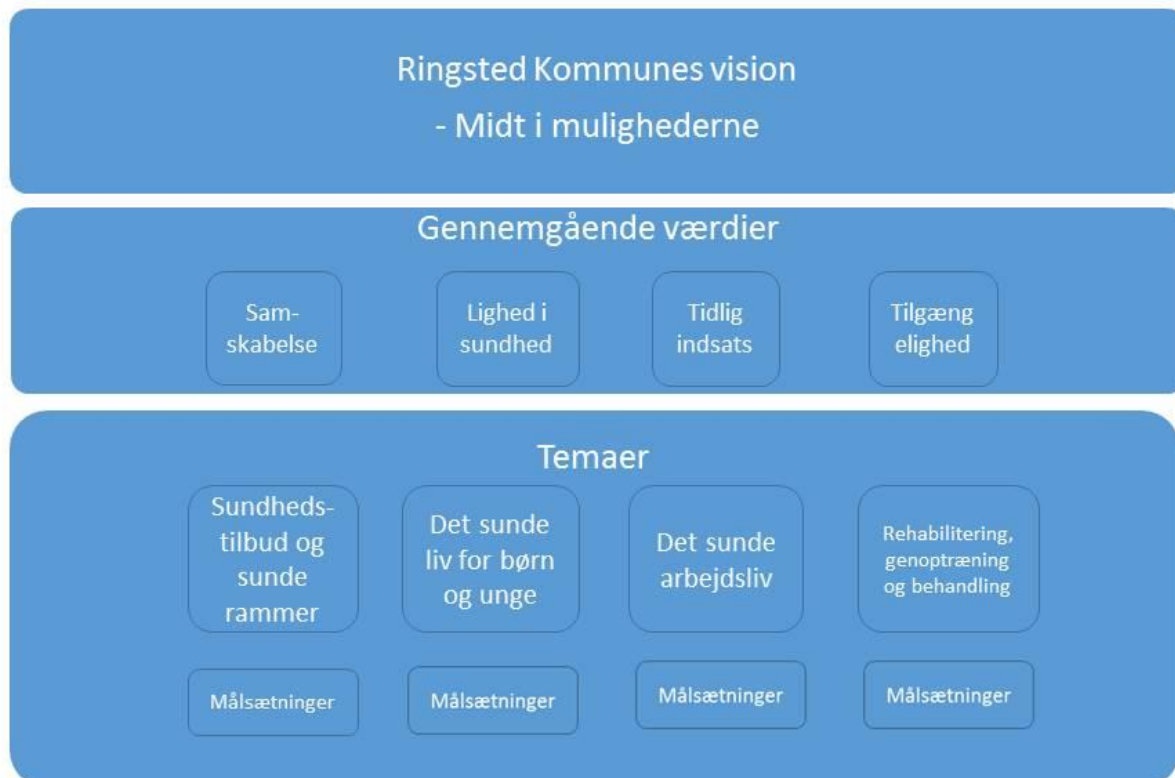 Ringsted Kommunes vision
- Midt i mulighederne
Gennemgående værdier
Sam-
skabelse
Lighed i
sundhed
Tidlig
indsats
Tilgæng
elighed
Temaer
Sundheds-
tilbud og
sunde
rammer
Det sunde
liv for børn
og unge
Det sunde
arbejdsliv
Rehabilitering,
genoptræning
og behandling
Målsætninger
Målsætninger
Målsætninger
Målsætninger